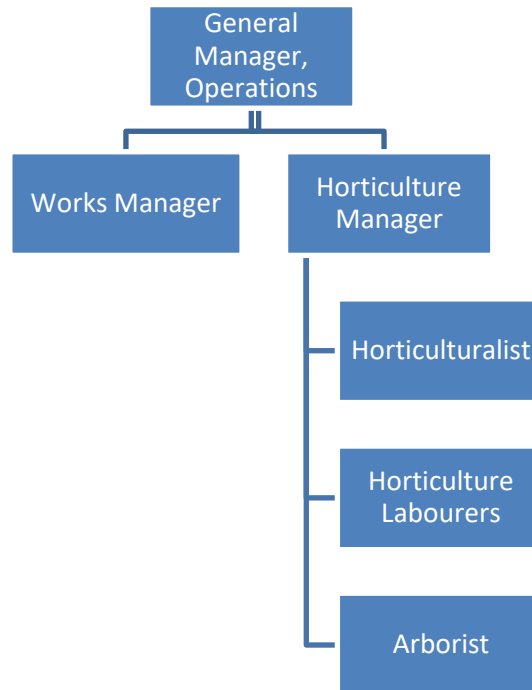 General
Manager,
Operations
Works Manager
Horticulture
Manager
Horticulturalist
Horticulture
Labourers
Arborist